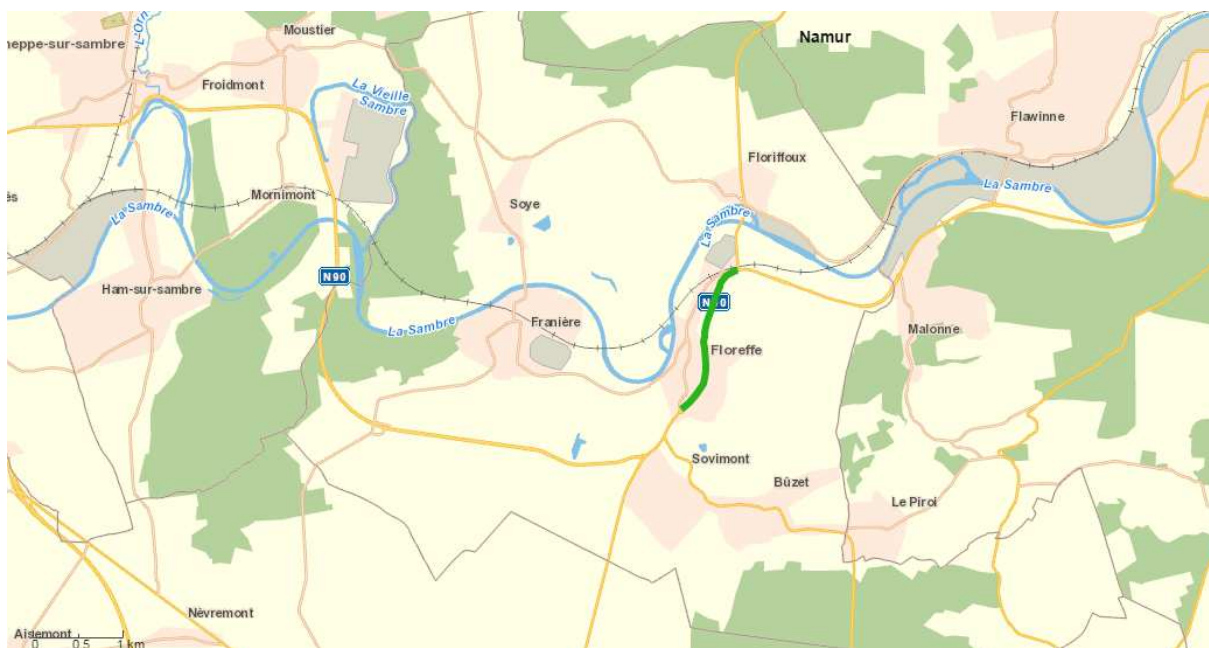 Moustier
Namur
heppe-sur-sambre
L'Orn
Froidmont
La Vieille
Sambre
Flawinne
Floriffoux
La Sambre
Mornimont
Soye
La Sambre
La Sambre
N90
Ham-sur-sambre
N90
La Sambre
Franière
Malonne
Floreffe
Sovimont
Bûzet
Le Piroi
Nèvremont
Aisemont
0 0.5 1 km